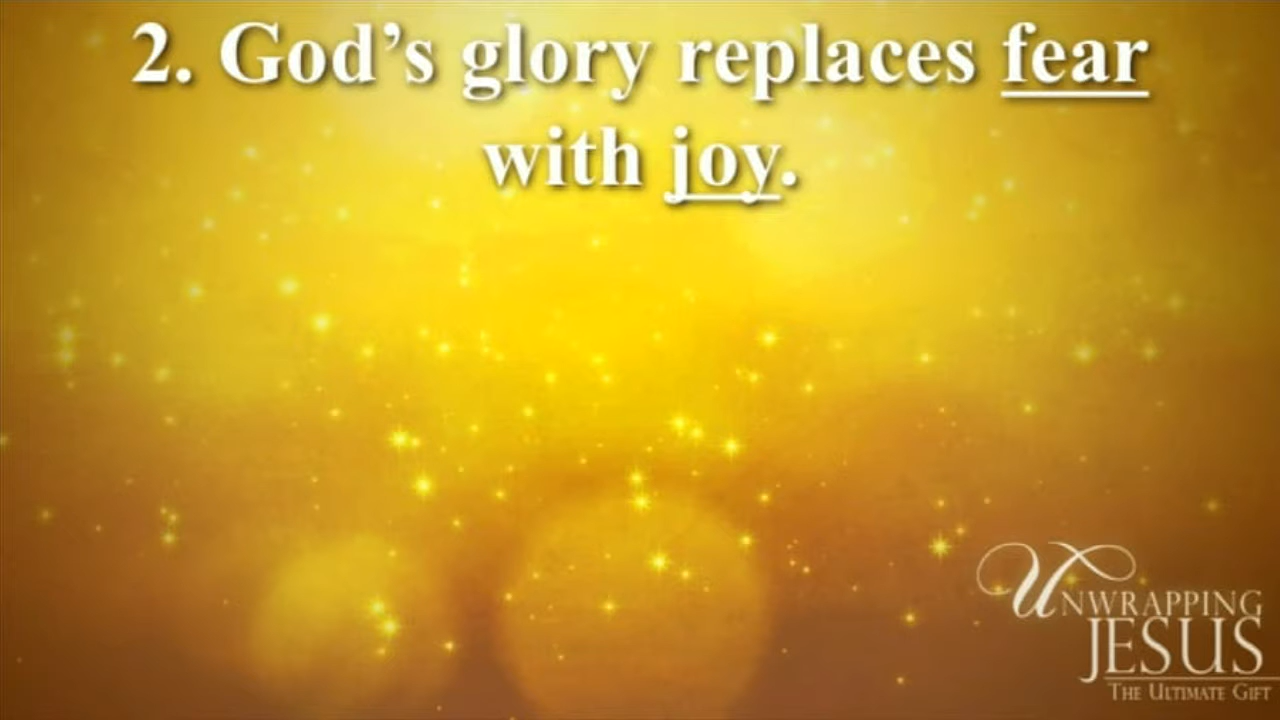 2. God’s glory replaces fear
with joy.
UNWRAPPING
JESUS
THE ULTIMATE GIFT